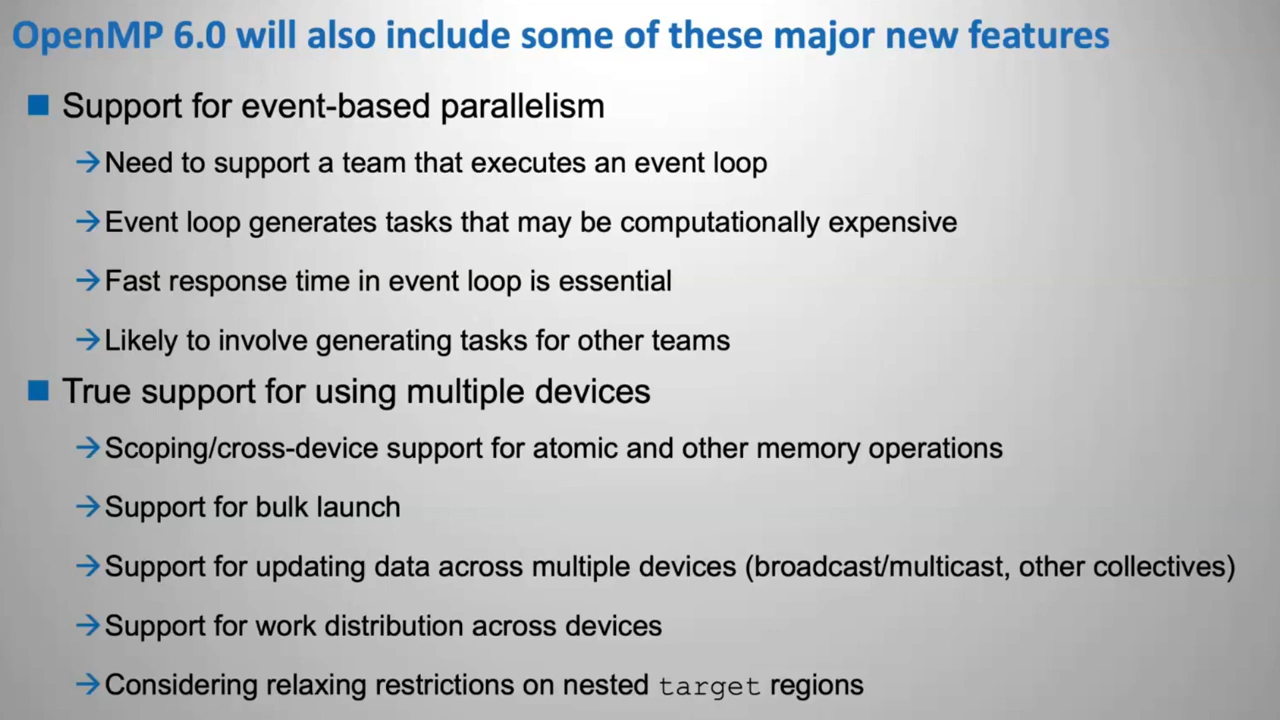 OpenMP 6.0 will also include some of these major new features
■ Support for event-based parallelism
→Need to support a team that executes an event loop
→Event loop generates tasks that may be computationally expensive
→Fast response time in event loop is essential
→Likely to involve generating tasks for other teams
■ True support for using multiple devices
→Scoping/cross-device support for atomic and other memory operations
→Support for bulk launch
→Support for updating data across multiple devices (broadcast/multicast, other collectives)
→Support for work distribution across devices
→Considering relaxing restrictions on nested target regions